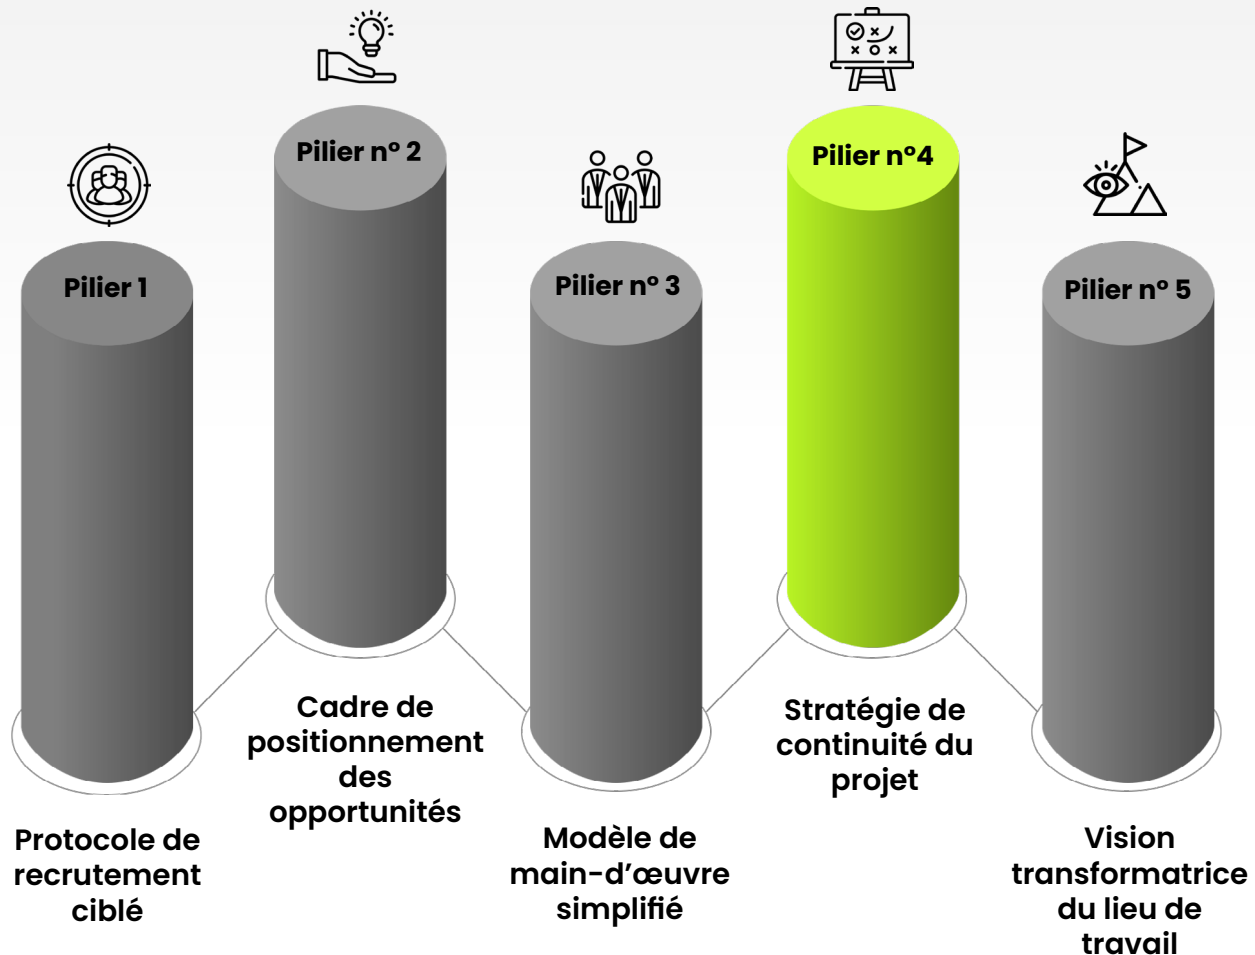 Pilier 1
Protocole de
recrutement
ciblé
Pilier n° 2
Cadre de
positionnement
des
opportunités
Pilier n° 3
Modèle de
main-d’œuvre
simplifié
Pilier n°4
Stratégie de
continuité du
projet
Pilier n° 5
Vision
transformatrice
du lieu de
travail